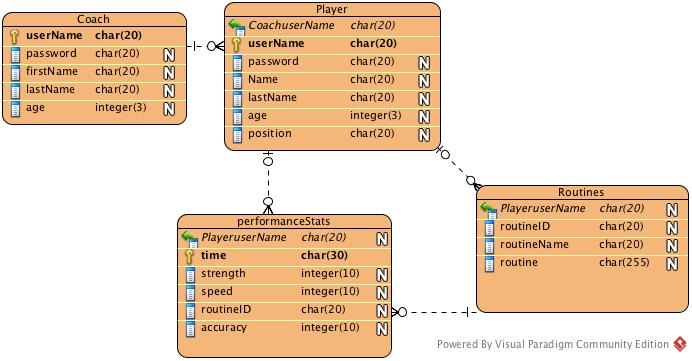 Coach
userName char(20)
password char(20) N
firstName char(20) N
lastName char(20) N
age integer(3) N
Player
CoachuserName char(20)
userName char(20)
password char(20) N
Name char(20) N
lastName char(20) N
age integer(3) N
position char(20) N
performanceStats
PlayeruserName char(20) N
time char(30)
strength integer(10) N
speed integer(10) N
routineID char(20) N
accuracy integer(10) N
Routines
PlayeruserName char(20) N
routineID char(20) N
routineName char(20) N
routine char(255) N
Powered By Visual Paradigm Community Edition